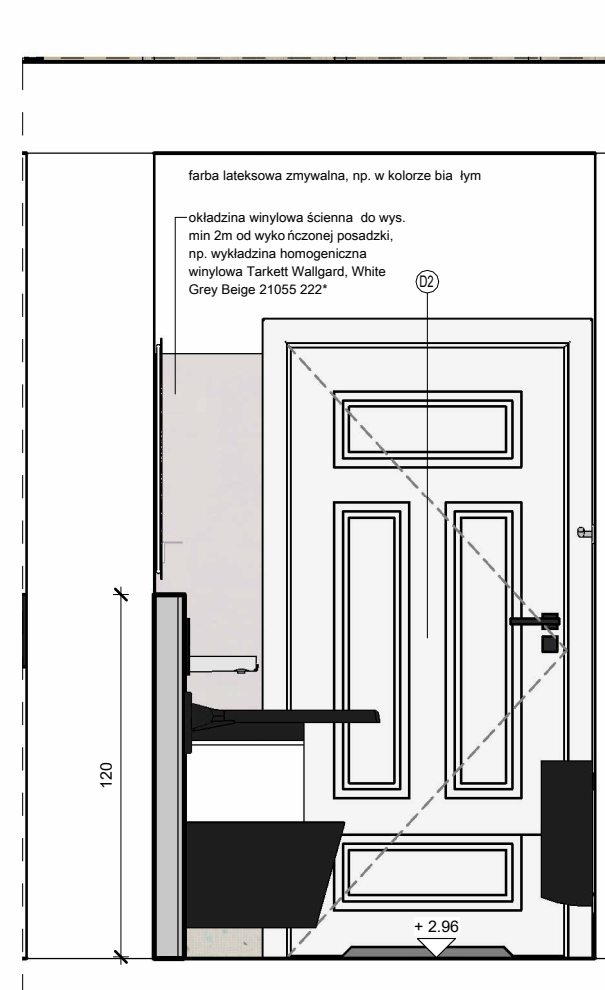 farba lateksowa zmywalna, np. w kolorze bia łym
okładzina winylowa ścienna do wys.
min 2m od wyko ńczonej posadzki,
np. wykładzina homogeniczna
winylowa Tarkett Wallgard, White
Grey Beige 21055 222*
D2
120
+ 2.96